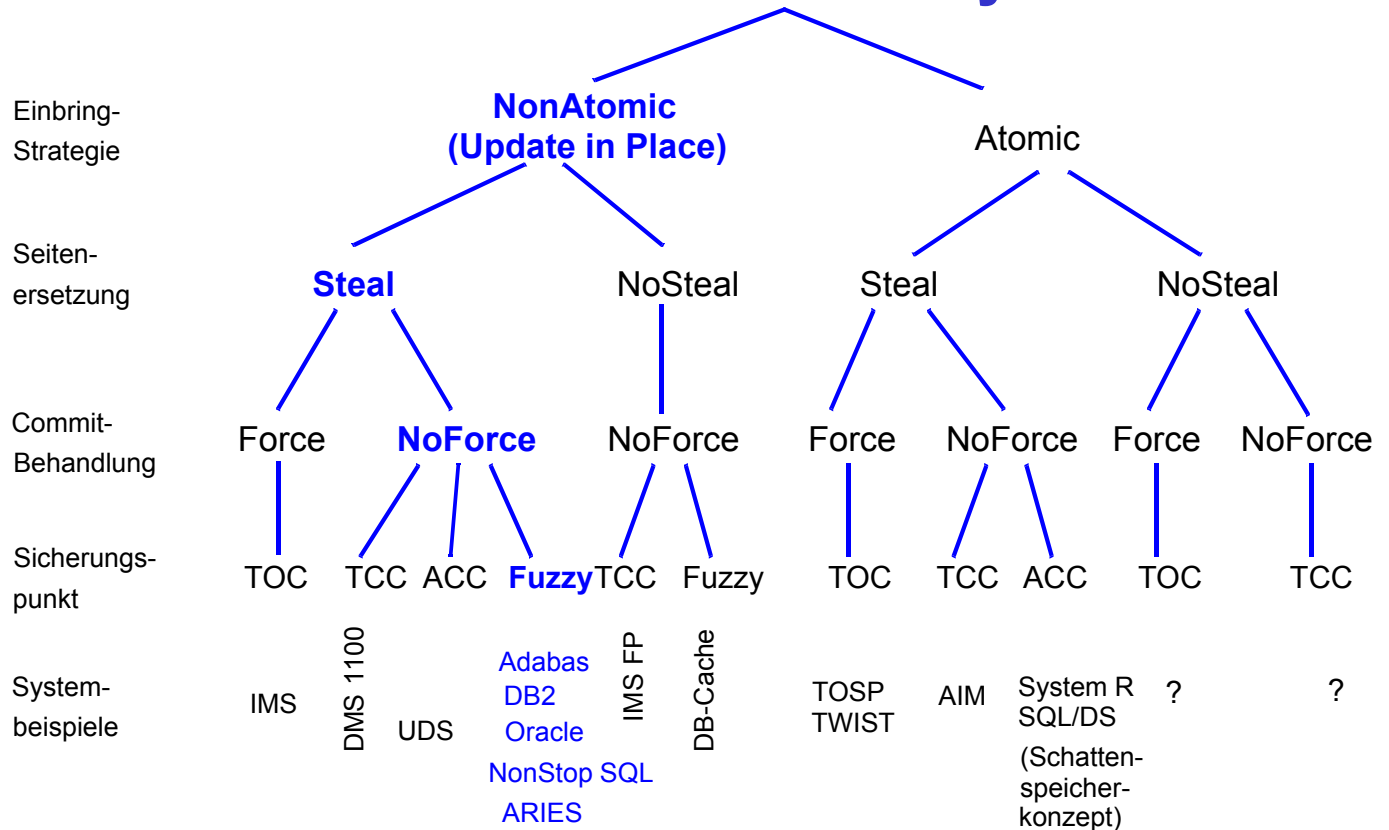 Einbring-
Strategie
NonAtomic
(Update in Place)
Atomic
Seiten-
ersetzung
Steal
NoSteal
Steal
NoSteal
Commit-
Behandlung
Force
NoForce
NoForce
Force
NoForce
Force
NoForce
Sicherungs-
punkt
TOC
TCC
ACC
Fuzzy
TCC
Fuzzy
TOC
TCC
ACC
TOC
TCC
System-
beispiele
IMS
DMS 1100
UDS
Adabas
DB2
Oracle
NonStop SQL
ARIES
IMS FP
DB-Cache
TOSP
TWIST
AIM
System R
SQL/DS
(Schatten-
speicher-
konzept)
?
?